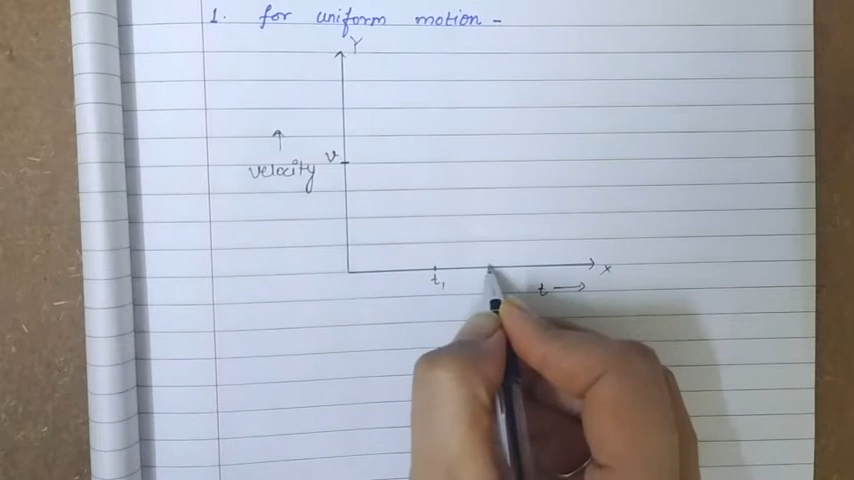 1. for uniform motion -
Y
v
velocity
x
t₁
t